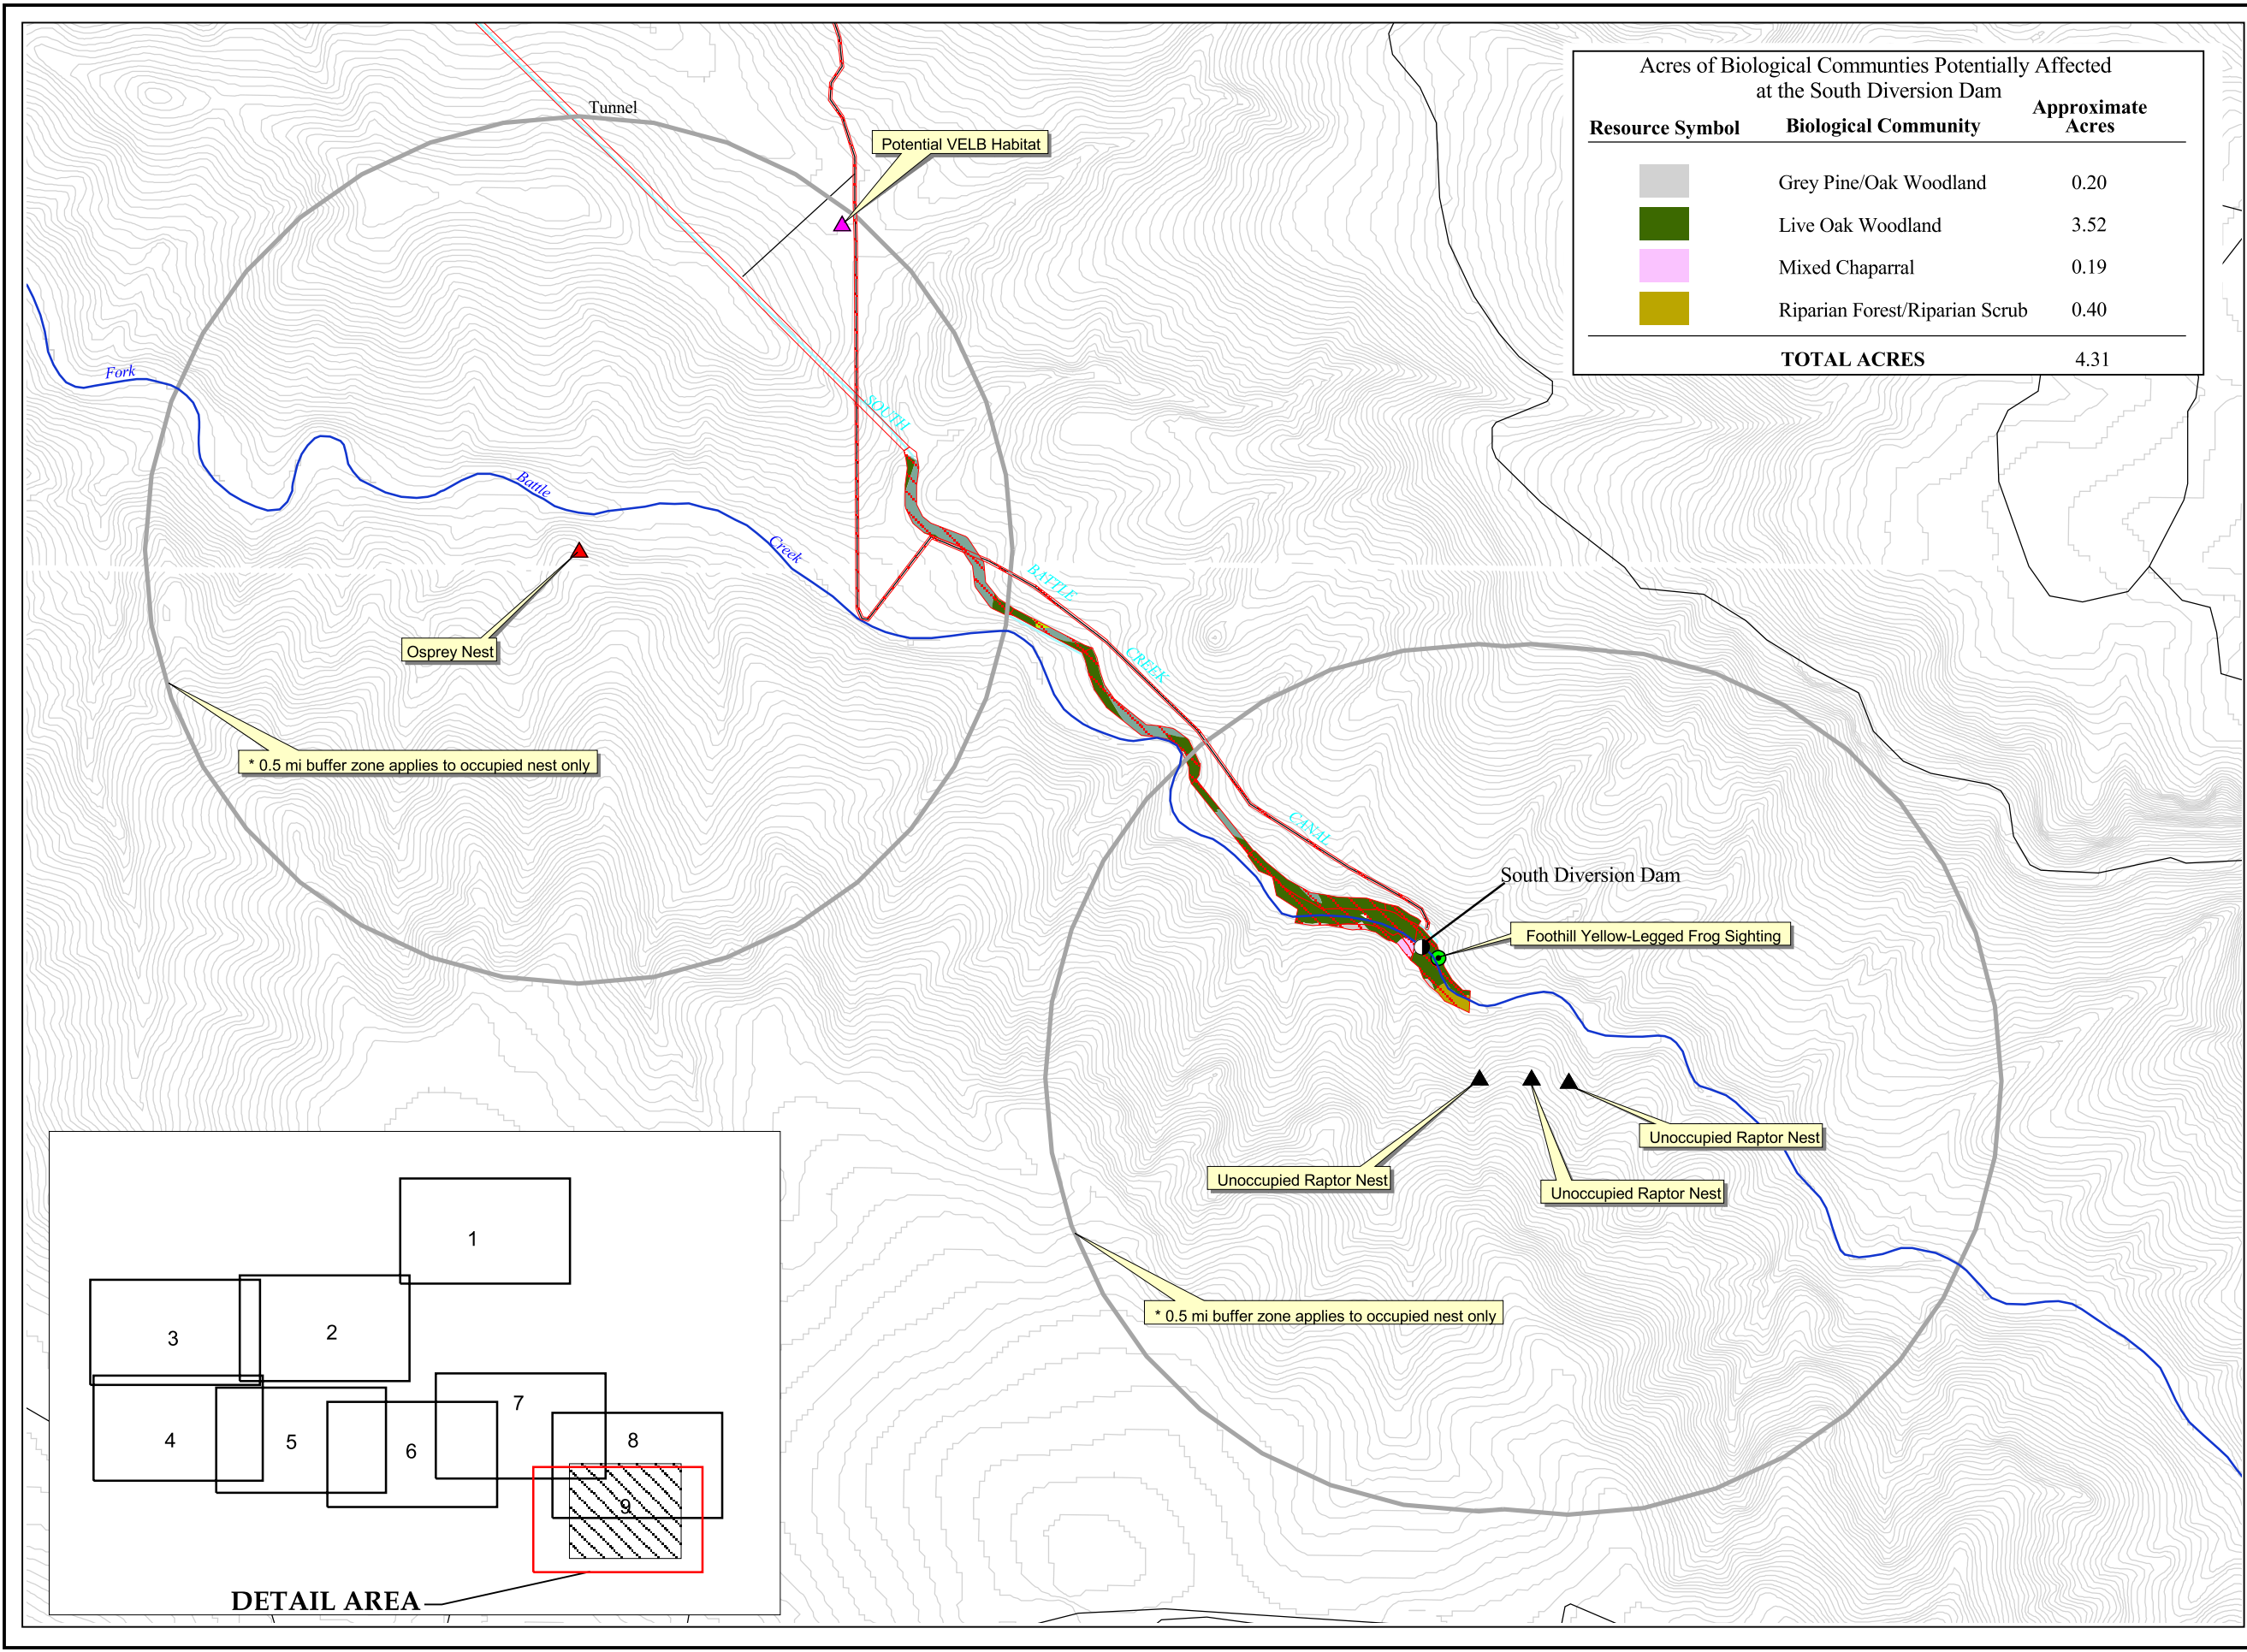 Acres of Biological Communties Potentially Affected
at the South Diversion Dam
Resource Symbol Biological Community Approximate Acres
Grey Pine/Oak Woodland 0.20
Live Oak Woodland 3.52
Mixed Chaparral 0.19
Riparian Forest/Riparian Scrub 0.40
TOTAL ACRES 4.31
Tunnel
Potential VELB Habitat
Fork
Battle
Creek
SOUTH
BATTLE
CREEK
CANAL
Osprey Nest
* 0.5 mi buffer zone applies to occupied nest only
South Diversion Dam
Foothill Yellow-Legged Frog Sighting
Unoccupied Raptor Nest
Unoccupied Raptor Nest
Unoccupied Raptor Nest
* 0.5 mi buffer zone applies to occupied nest only
1
2
3
4
5
6
7
8
9
DETAIL AREA